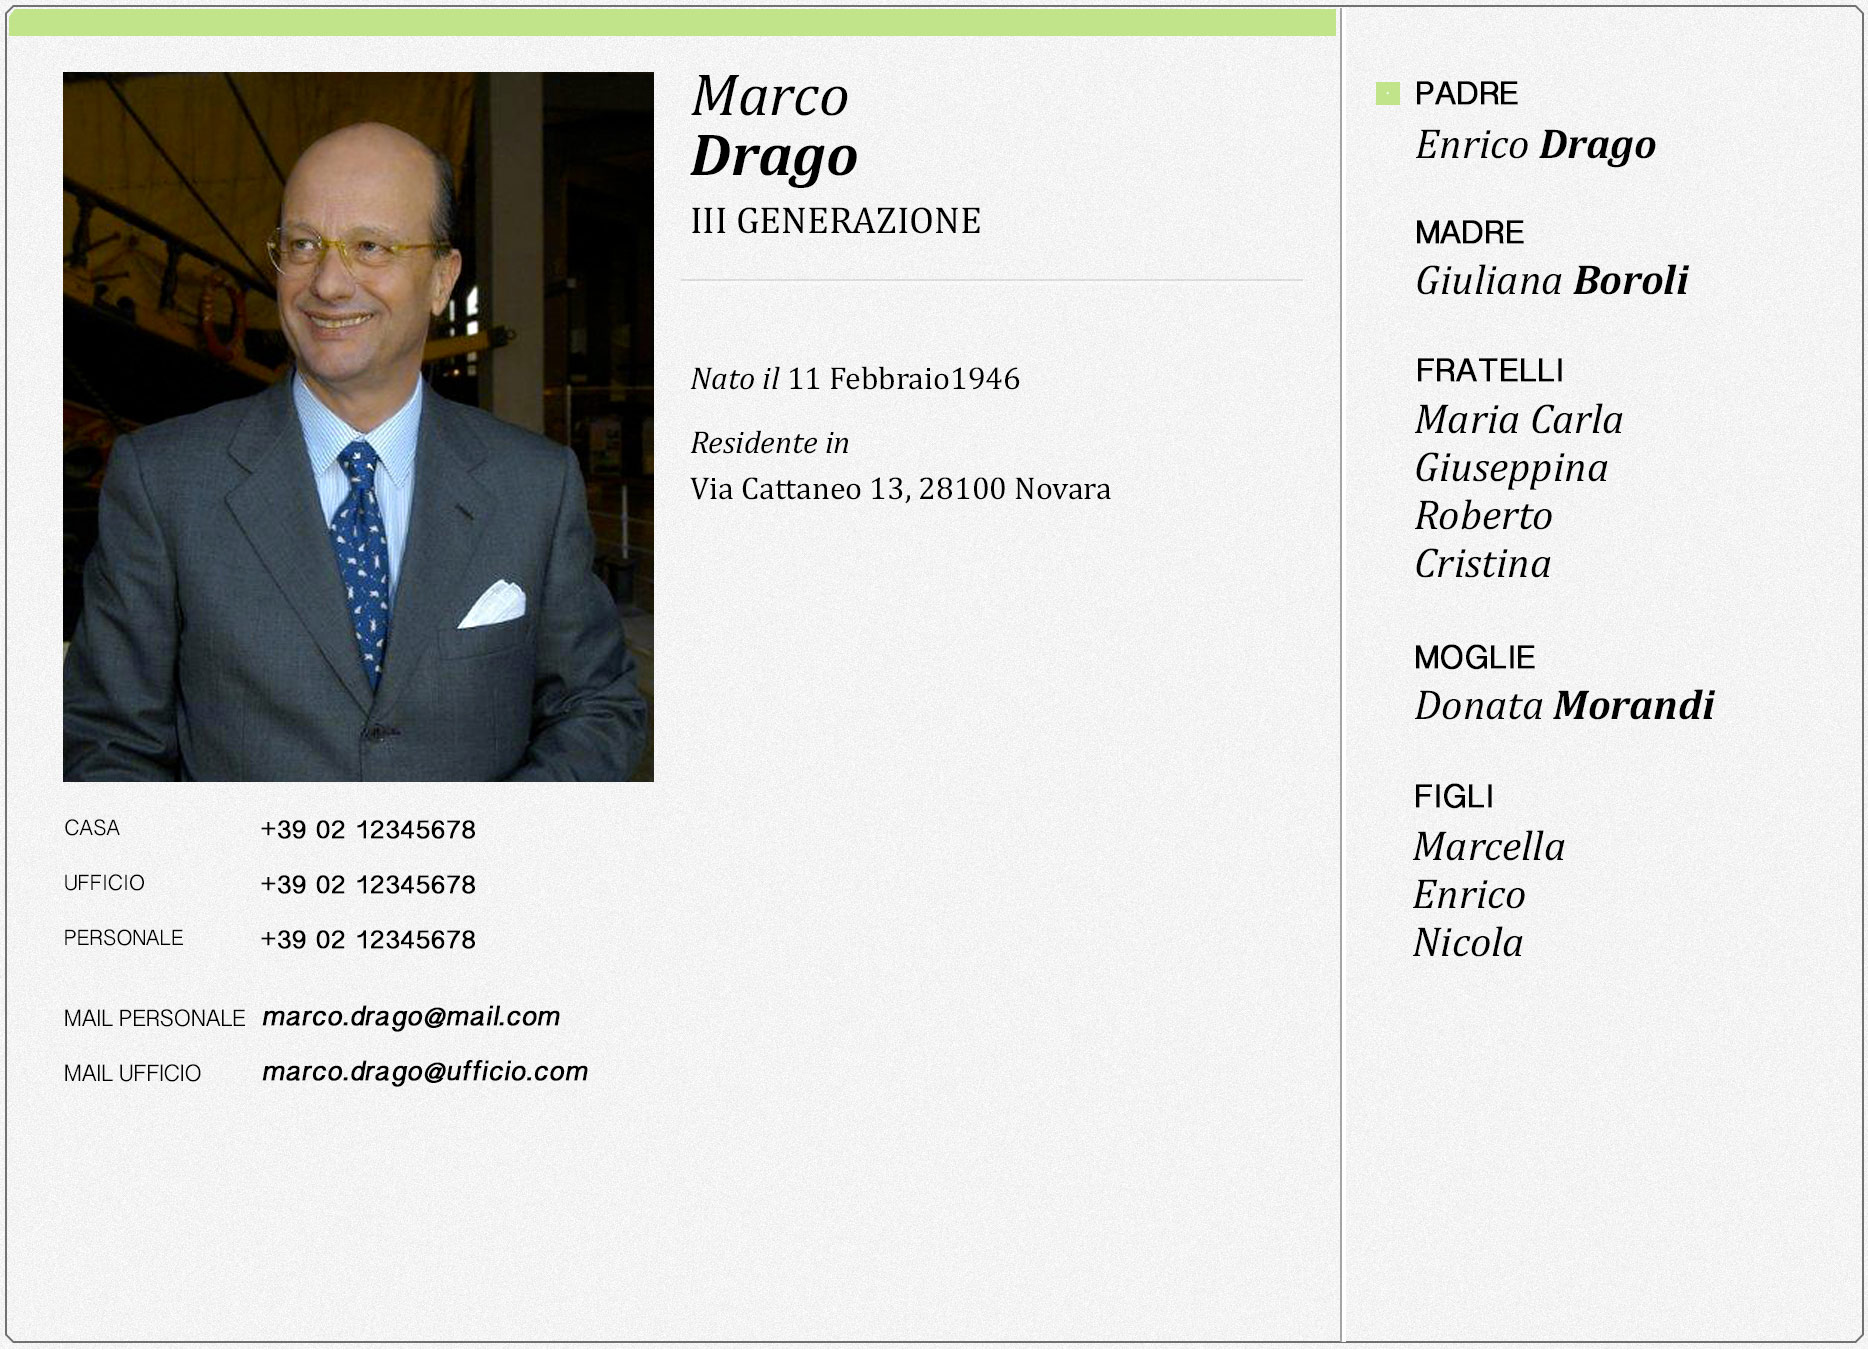 Marco
Drago
III GENERAZIONE
Nato il 11 Febbraio1946
Residente in
Via Cattaneo 13, 28100 Novara
CASA +39 02 12345678
UFFICIO +39 02 12345678
PERSONALE +39 02 12345678
MAIL PERSONALE marco.drago@mail.com
MAIL UFFICIO marco.drago@ufficio.com
PADRE
Enrico Drago
MADRE
Giuliana Boroli
FRATELLI
Maria Carla
Giuseppina
Roberto
Cristina
MOGLIE
Donata Morandi
FIGLI
Marcella
Enrico
Nicola